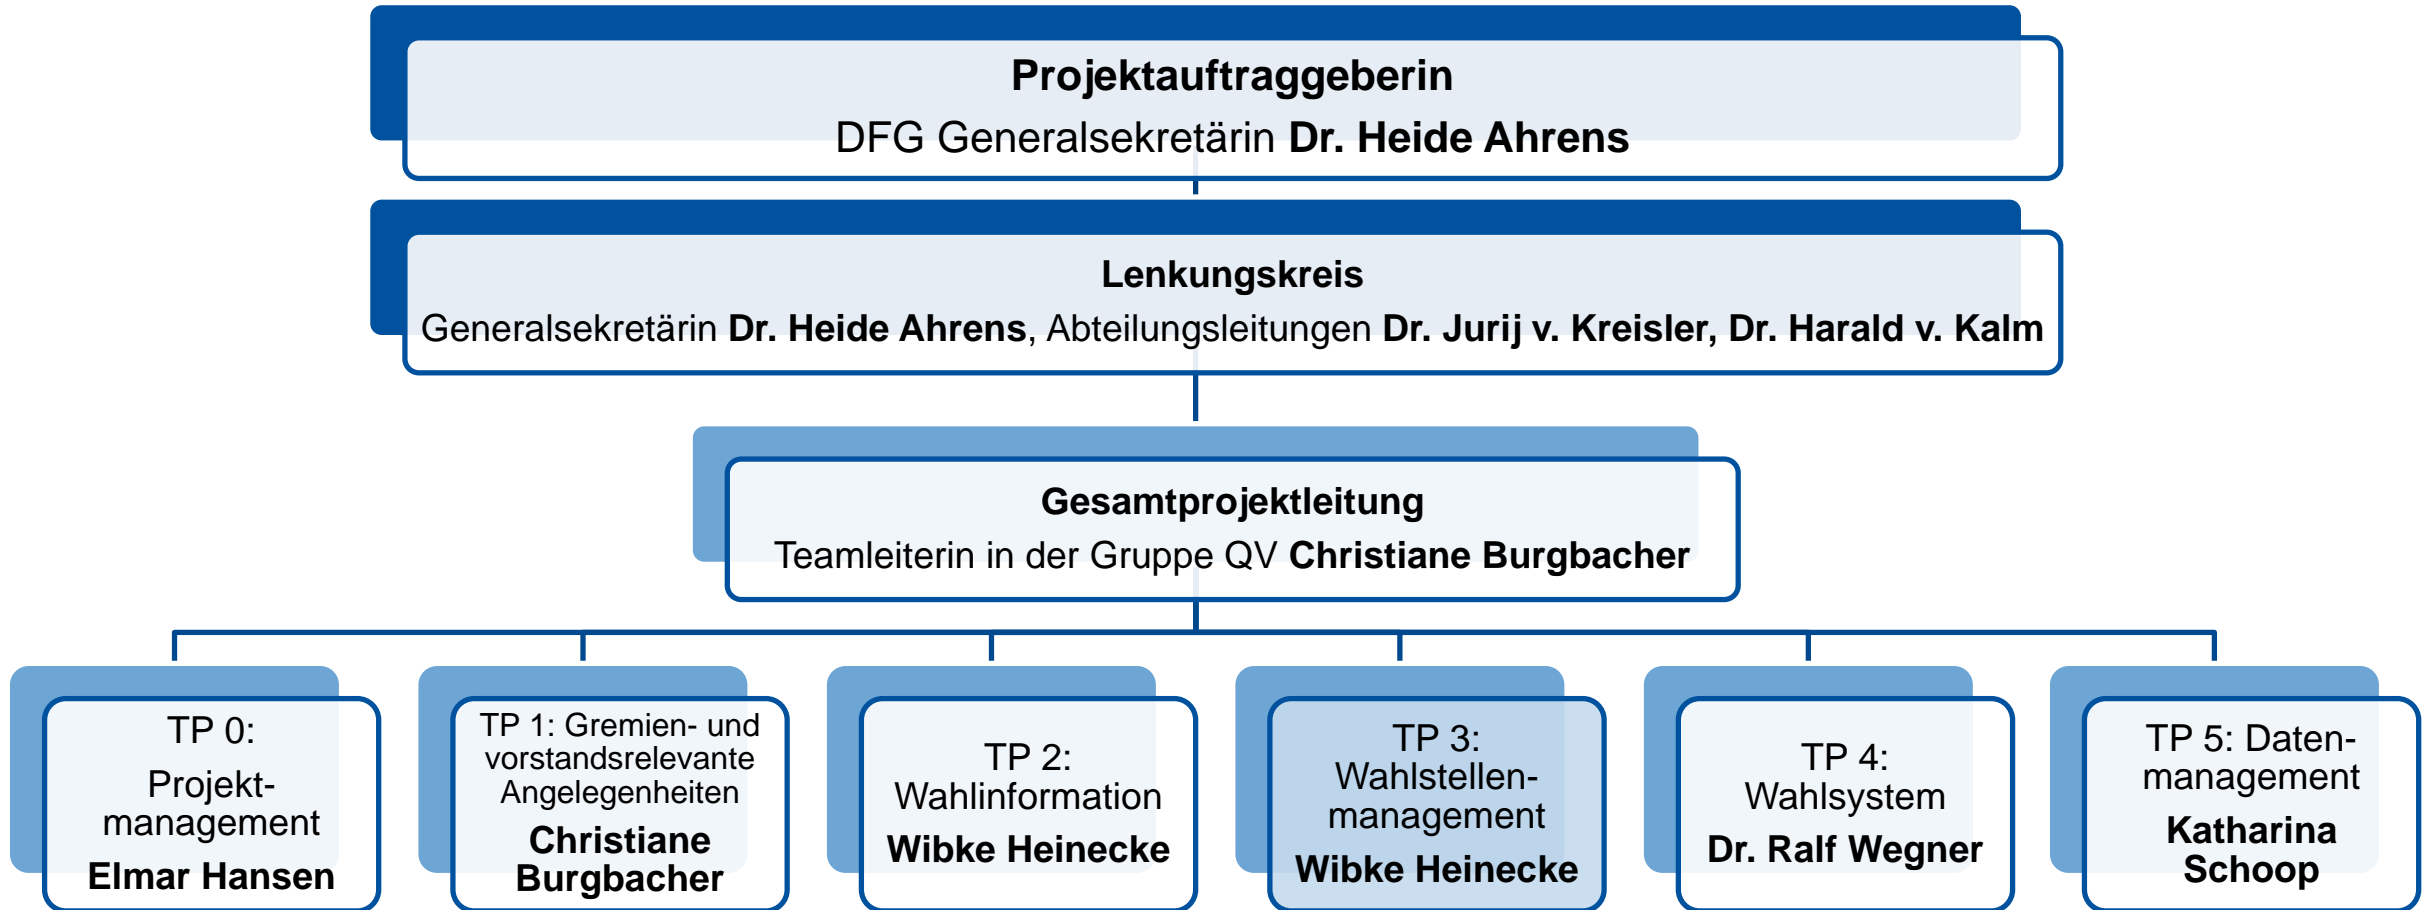 Projektauftraggeberin
DFG Generalsekretärin Dr. Heide Ahrens
Lenkungskreis
Generalsekretärin Dr. Heide Ahrens, Abteilungsleitungen Dr. Jurij v. Kreisler, Dr. Harald v. Kalm
Gesamtprojektleitung
Teamleiterin in der Gruppe QV Christiane Burgbacher
TP 0:
Projekt-
management
Elmar Hansen
TP 1: Gremien- und
vorstandsrelevante
Angelegenheiten
Christiane
Burgbacher
TP 2:
Wahlinformation
Wibke Heinecke
TP 3:
Wahlstellen-
management
Wibke Heinecke
TP 4:
Wahlsystem
Dr. Ralf Wegner
TP 5: Daten-
management
Katharina
Schoop